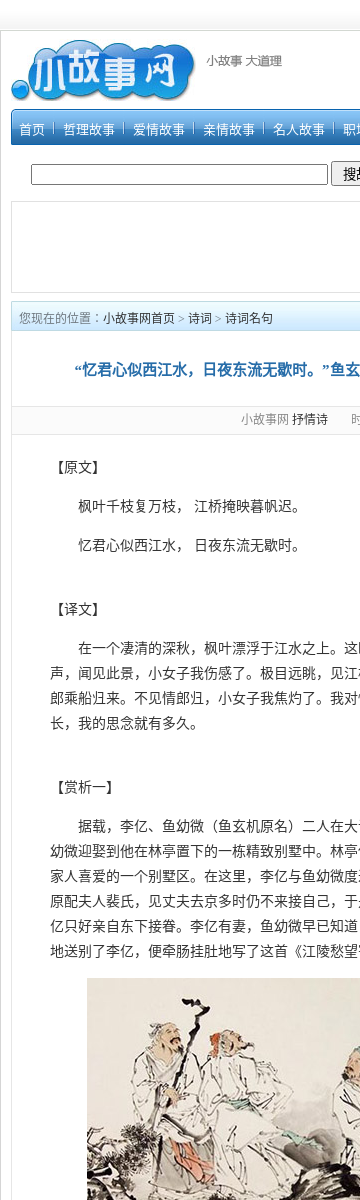 小故事网
小故事 大道理
首页 哲理故事 爱情故事 亲情故事 名人故事 职
搜
您现在的位置：小故事网首页 > 诗词 > 诗词名句
“忆君心似西江水，日夜东流无歇时。”鱼玄
小故事网 抒情诗 时
【原文】
枫叶千枝复万枝， 江桥掩映暮帆迟。
忆君心似西江水， 日夜东流无歇时。
【译文】
在一个凄清的深秋，枫叶漂浮于江水之上。这
声，闻见此景，小女子我伤感了。极目远眺，见江
郎乘船归来。不见情郎归，小女子我焦灼了。我对
长，我的思念就有多久。
【赏析一】
据载，李亿、鱼幼微（鱼玄机原名）二人在大
幼微迎娶到他在林亭置下的一栋精致别墅中。林亭
家人喜爱的一个别墅区。在这里，李亿与鱼幼微度
原配夫人裴氏，见丈夫去京多时仍不来接自己，于
亿只好亲自东下接眷。李亿有妻，鱼幼微早已知道
地送别了李亿，便牵肠挂肚地写了这首《江陵愁望